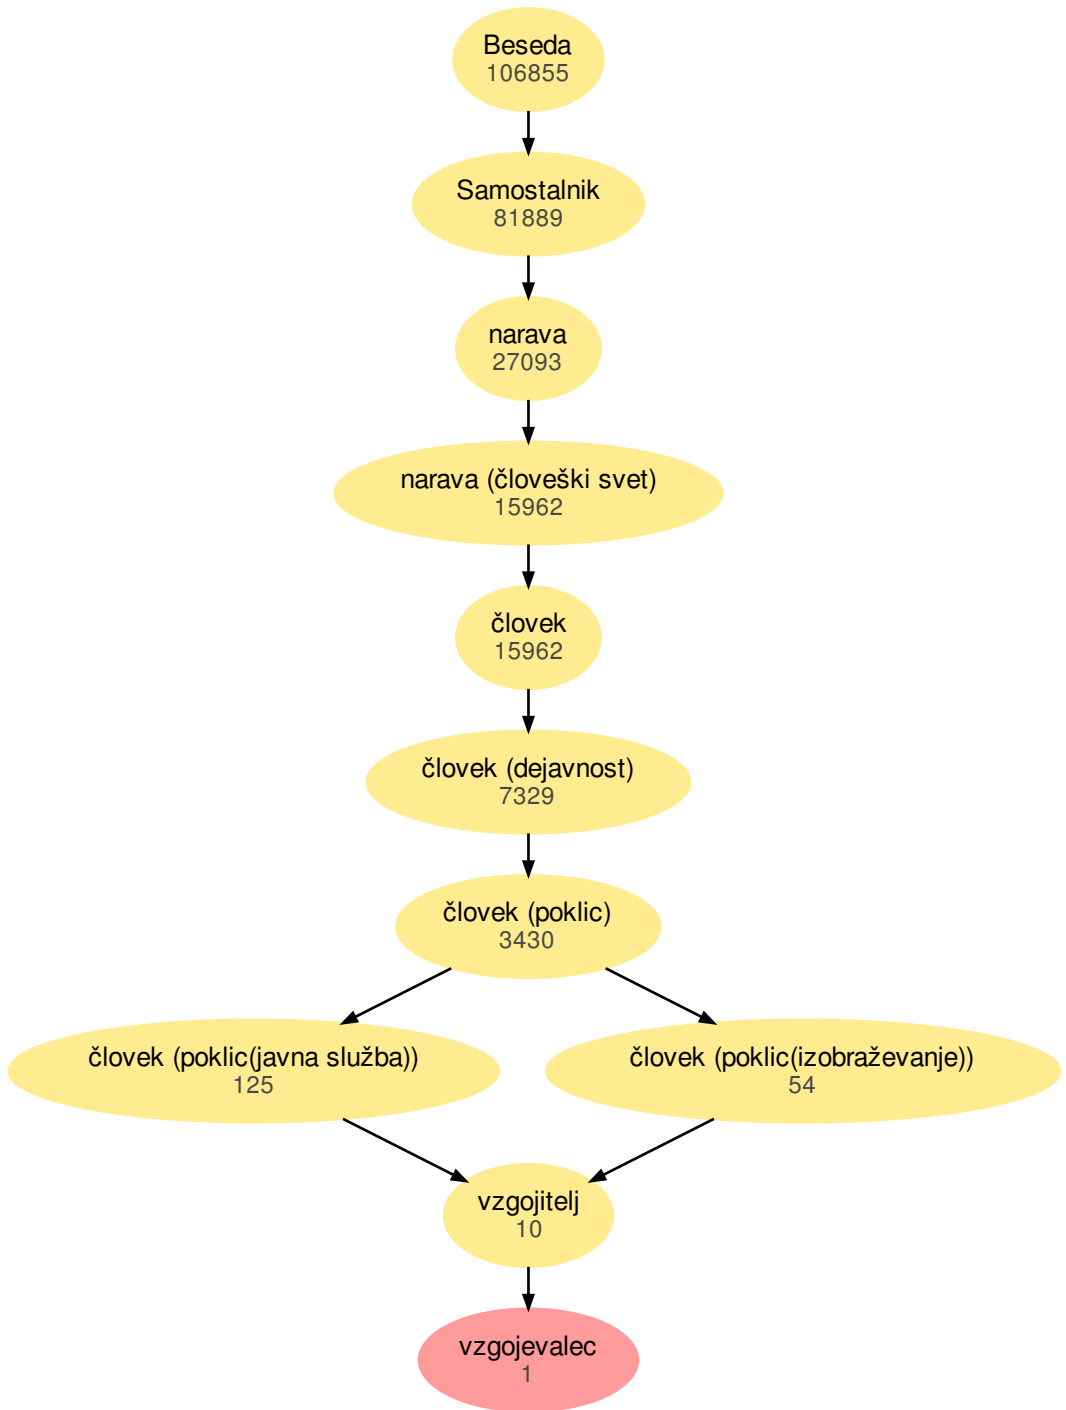 Beseda
106855
Samostalnik
81889
narava
27093
narava (človeški svet)
15962
človek
15962
človek (dejavnost)
7329
človek (poklic)
3430
človek (poklic(javna služba))
125
človek (poklic(izobraževanje))
54
vzgojitelj
10
vzgojevalec
1